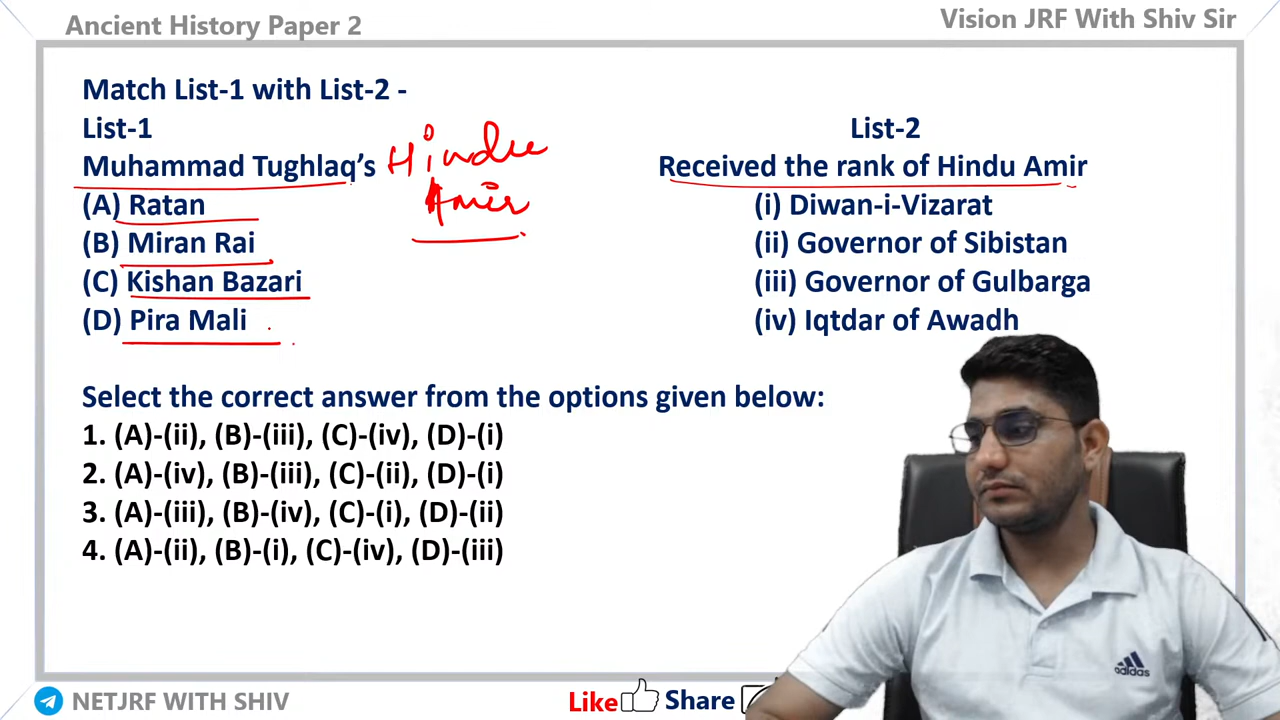 Ancient History Paper 2
Vision JRF With Shiv Sir
Match List-1 with List-2 -
List-1
List-2
Muhammad Tughlaq's
Hindu
Received the rank of Hindu Amir
(A) Ratan
Amir
(i) Diwan-i-Vizarat
(B) Miran Rai
(ii) Governor of Sibistan
(C) Kishan Bazari
(iii) Governor of Gulbarga
(D) Pira Mali
(iv) Iqtdar of Awadh
Select the correct answer from the options given below:
1. (A)-(ii), (B)-(iii), (C)-(iv), (D)-(i)
2. (A)-(iv), (B)-(iii), (C)-(ii), (D)-(i)
3. (A)-(iii), (B)-(iv), (C)-(i), (D)-(ii)
4. (A)-(ii), (B)-(i), (C)-(iv), (D)-(iii)
adidas
NETJRF WITH SHIV
Like Share